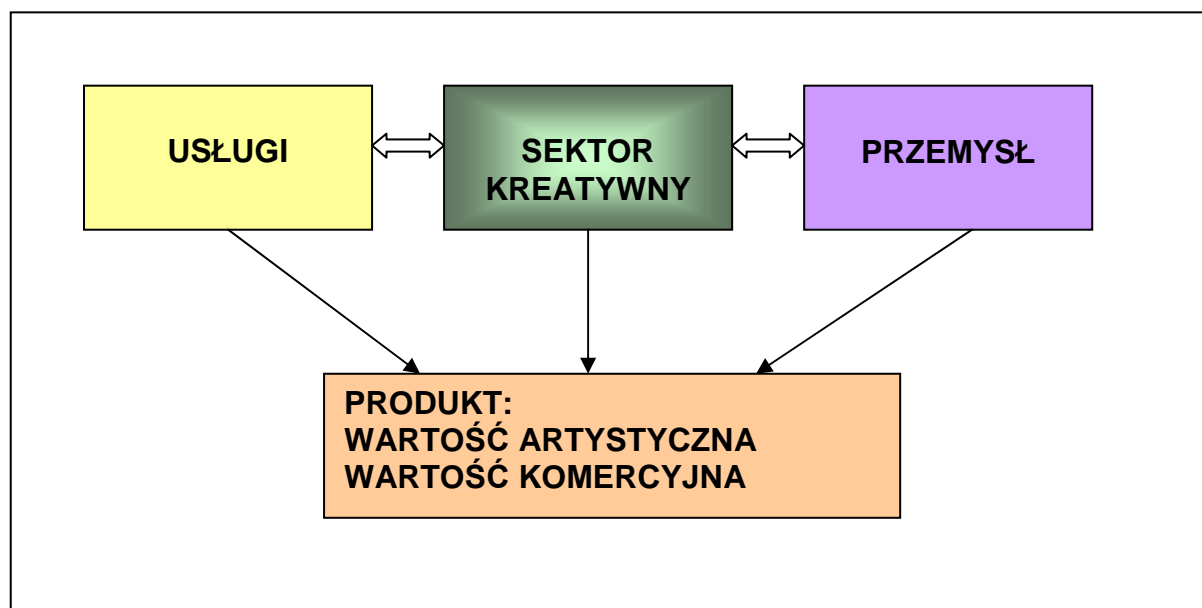 USŁUGI
SEKTOR
KREATYWNY
PRZEMYSŁ
PRODUKT:
WARTOŚĆ ARTYSTYCZNA
WARTOŚĆ KOMERCYJNA